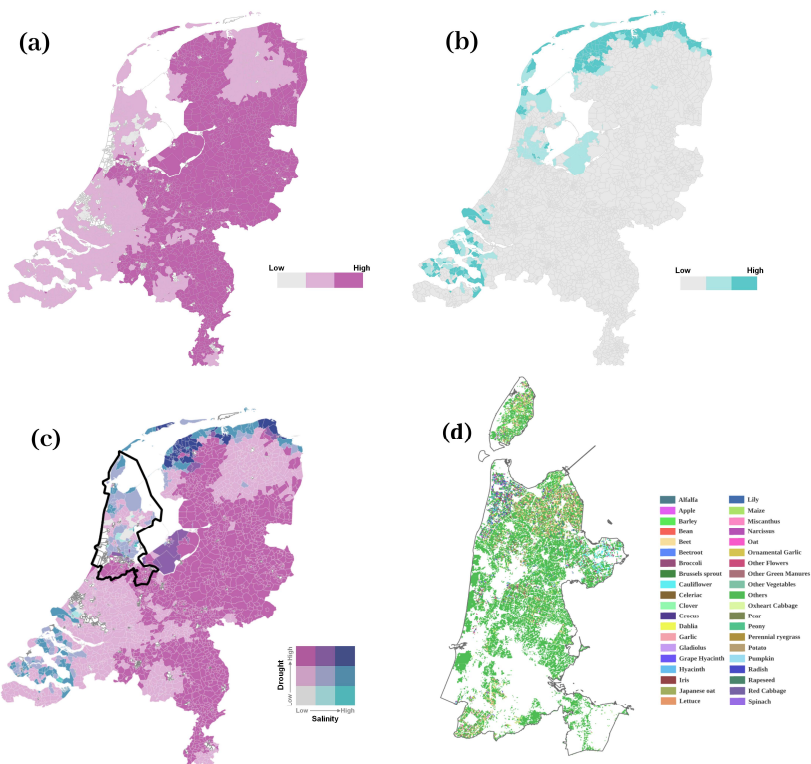 (a)
(b)
Low High
Low High
(c)
(d)
Drought
Low High
Low High
Salinity
Alfalfa
Apple
Barley
Bean
Beet
Beetroot
Broccoli
Brussels sprout
Cauliflower
Celeriac
Clover
Crocus
Dahlia
Garlic
Gladiolus
Grape Hyacinth
Hyacinth
Iris
Japanese oat
Lettuce
Lily
Maize
Miscanthus
Narcissus
Oat
Ornamental Garlic
Other Flowers
Other Green Manures
Other Vegetables
Others
Oxheart Cabbage
Pear
Peony
Perennial ryegrass
Potato
Pumpkin
Radish
Rapeseed
Red Cabbage
Spinach